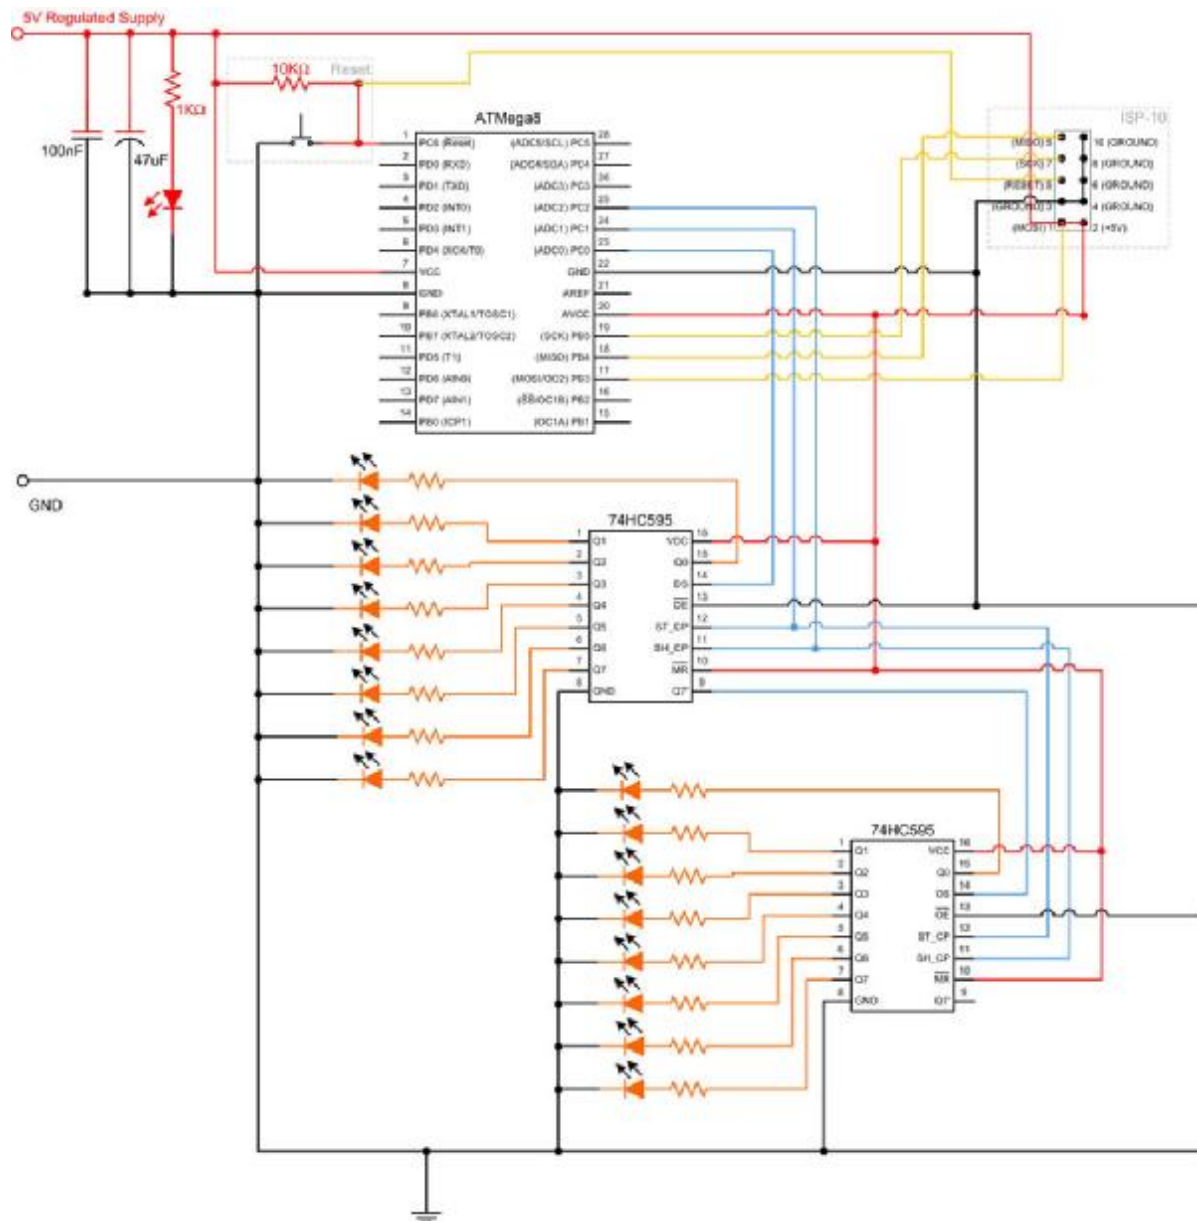 5V Regulated Supply
10KΩ
Reset
1KΩ
100nF
47uF
ATMega8
1 PC6 (Reset)
2 PD0 (RXD)
3 PD1 (TXD)
4 PD2 (INT0)
5 PD3 (INT1)
6 PD4 (XCK/T0)
7 VCC
8 GND
9 PB6 (XTAL1/TOSC1)
10 PB7 (XTAL2/TOSC2)
11 PD5 (T1)
12 PD6 (AIN0)
13 PD7 (AIN1)
14 PB0 (ICP1)
(ADC5/SCL) PC5 28
(ADC4/SDA) PC4 27
(ADC3) PC3 26
(ADC2) PC2 25
(ADC1) PC1 24
(ADC0) PC0 23
GND 22
AREF 21
AVCC 20
(SCK) PB5 19
(MISO) PB4 18
(MOSI/OC2) PB3 17
(SS/OC1B) PB2 16
(OC1A) PB1 15
ISP-10
(MISO) 9 10 (GROUND)
(SCK) 7 8 (GROUND)
(RESET) 5 6 (GROUND)
(GROUND) 3 4 (GROUND)
(MOSI) 1 2 (+5V)
GND
74HC595
1 Q1 VCC 16
2 Q2 Q0 15
3 Q3 DS 14
4 Q4 OE 13
5 Q5 ST_CP 12
6 Q6 SH_CP 11
7 Q7 MR 10
8 GND Q7' 9
74HC595
1 Q1 VCC 16
2 Q2 Q0 15
3 Q3 DS 14
4 Q4 OE 13
5 Q5 ST_CP 12
6 Q6 SH_CP 11
7 Q7 MR 10
8 GND Q7' 9